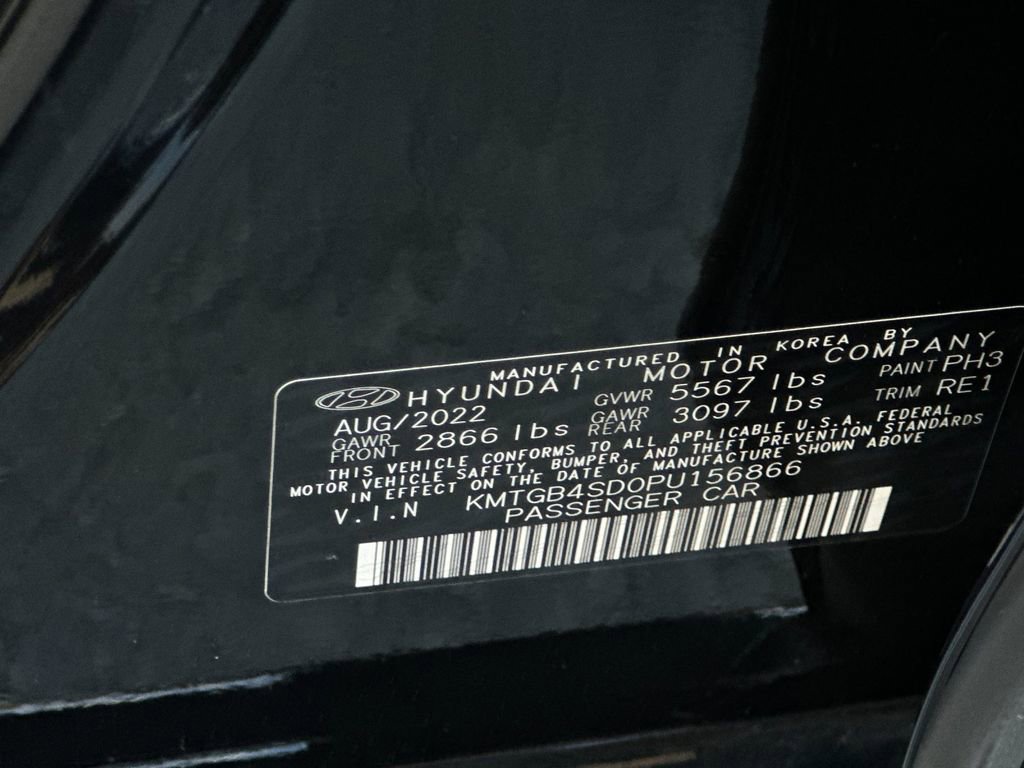 MANUFACTURED IN KOREA BY
HYUNDAI MOTOR COMPANY
AUG/2022 GVWR 5567 lbs PAINT PH3
GAWR FRONT 2866 lbs GAWR REAR 3097 lbs TRIM RE1
THIS VEHICLE CONFORMS TO ALL APPLICABLE U.S.A. FEDERAL
MOTOR VEHICLE SAFETY, BUMPER, AND THEFT PREVENTION STANDARDS
IN EFFECT ON THE DATE OF MANUFACTURE SHOWN ABOVE
V.I.N KMTGB4SD0PU156866
PASSENGER CAR